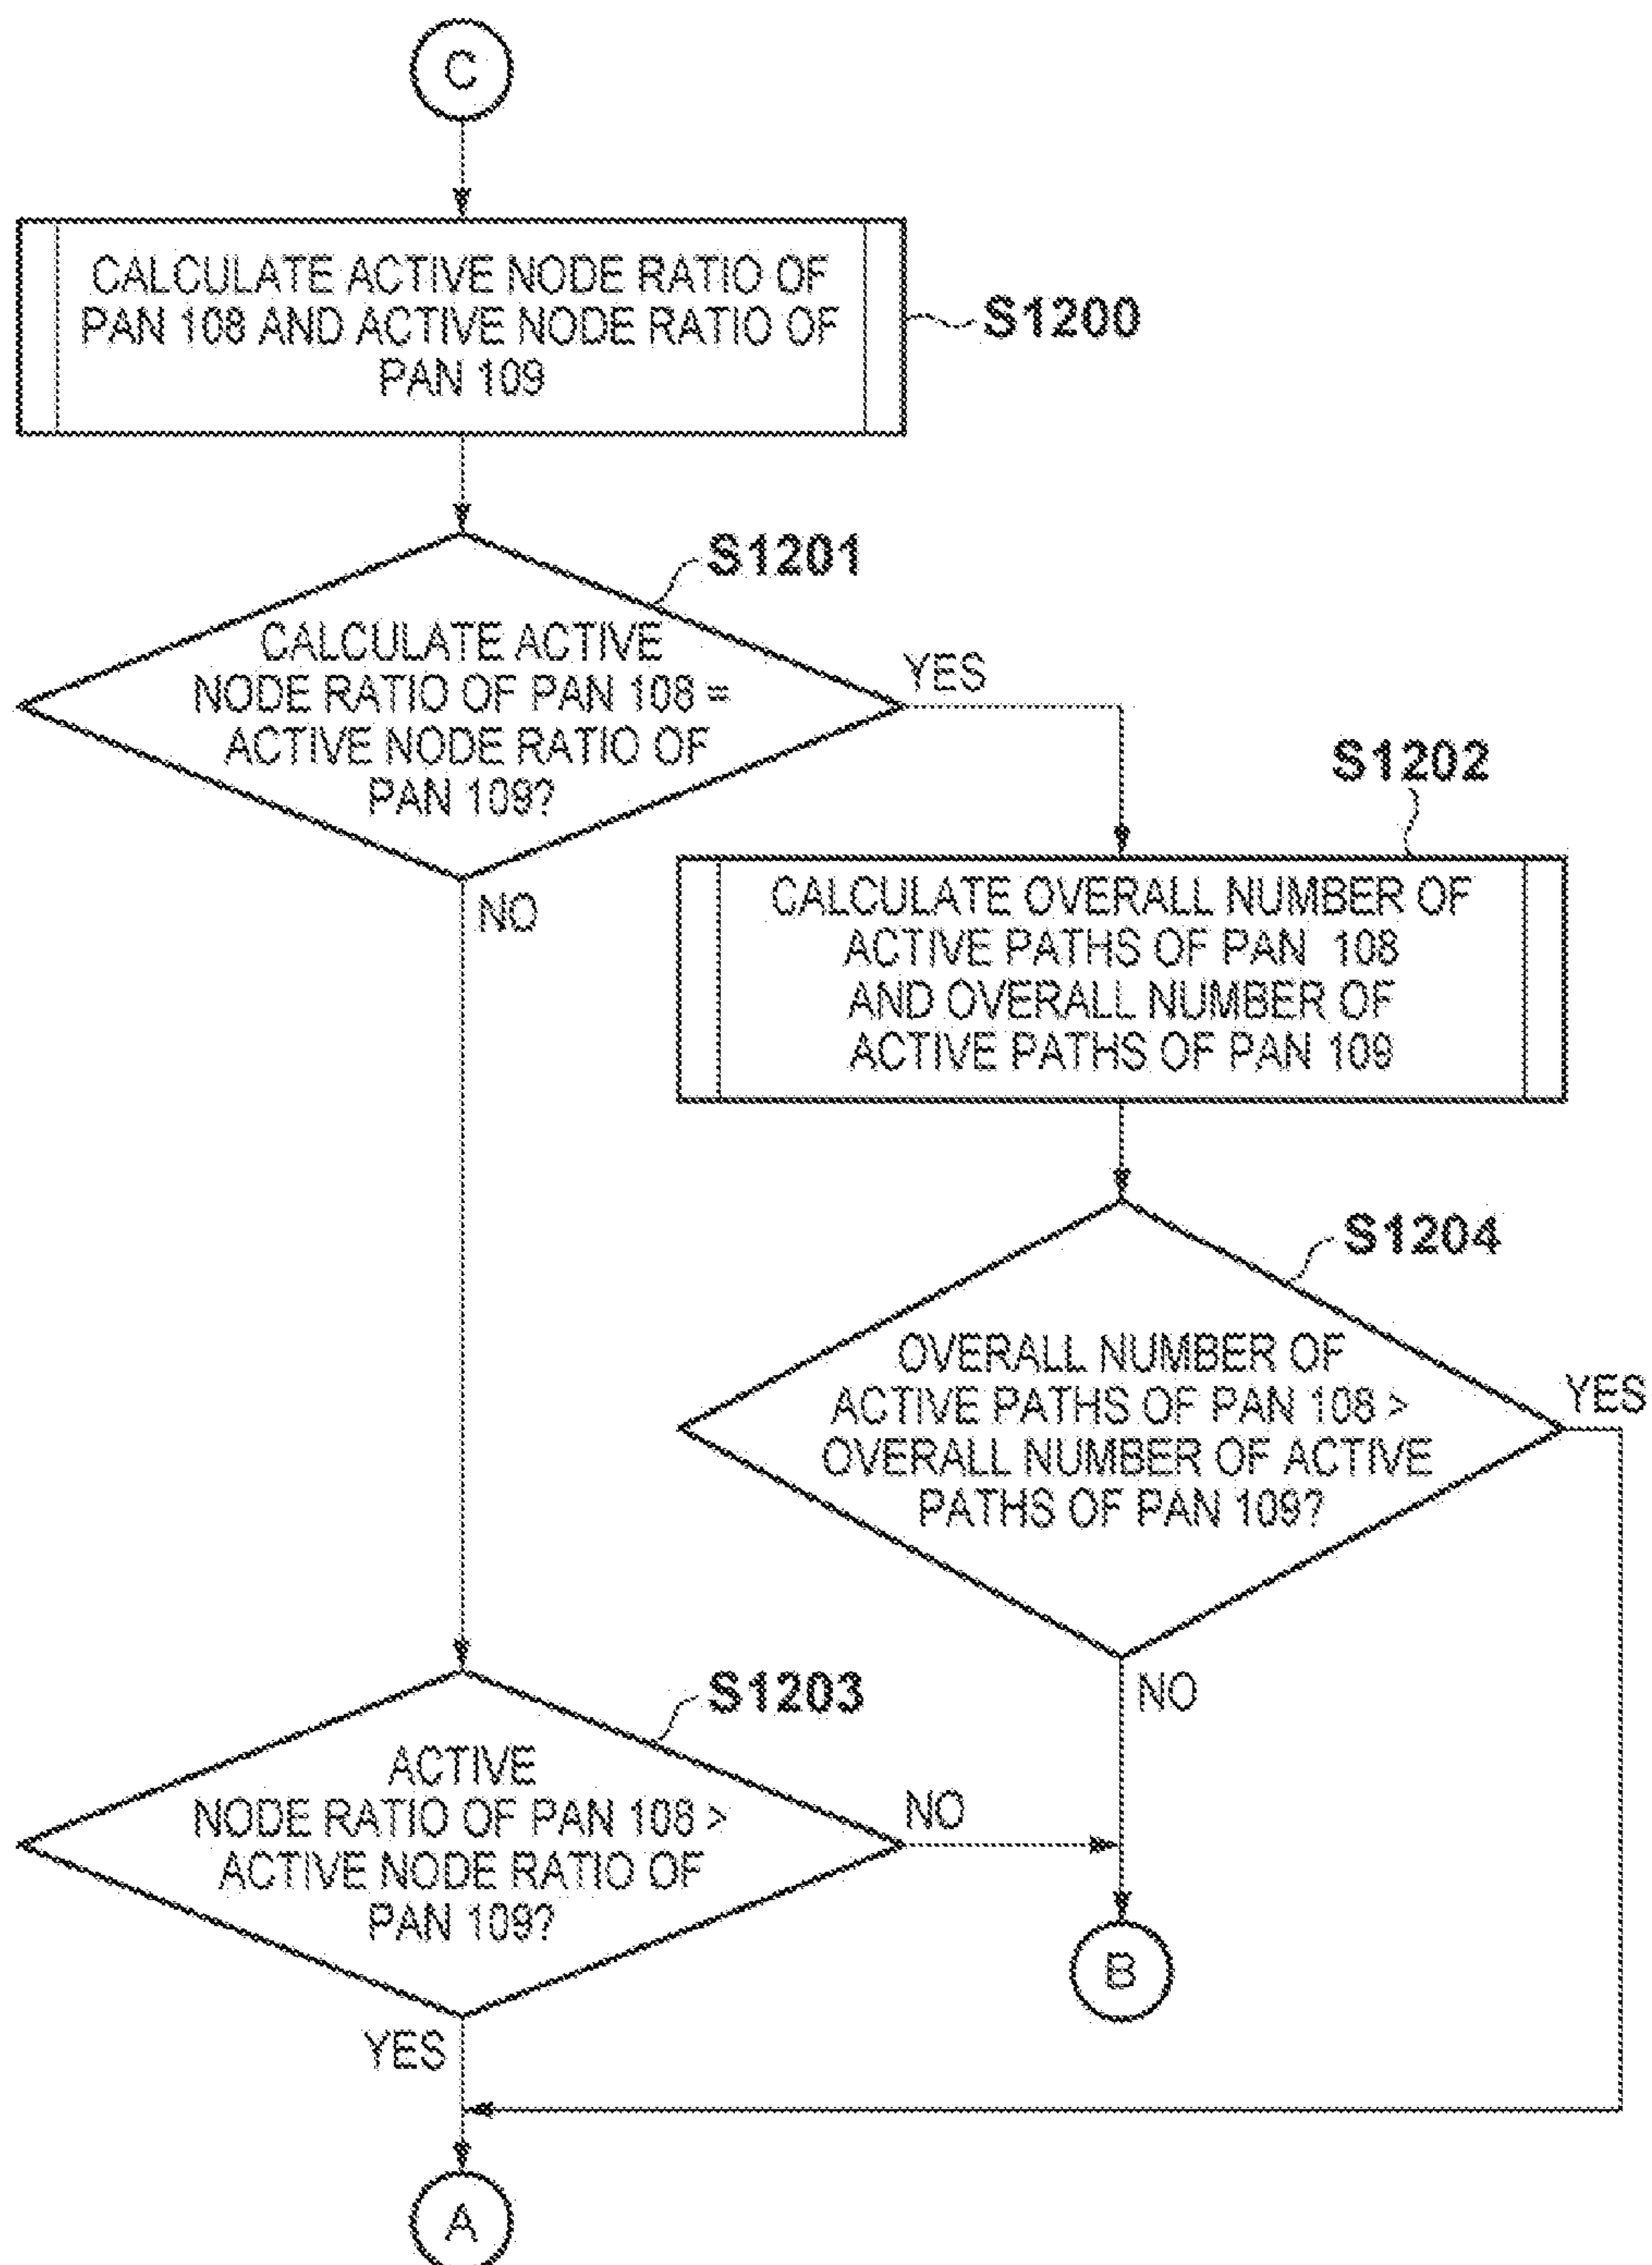 C
CALCULATE ACTIVE NODE RATIO OF
PAN 108 AND ACTIVE NODE RATIO OF
PAN 109
S1200
S1201
CALCULATE ACTIVE
NODE RATIO OF PAN 108 =
ACTIVE NODE RATIO OF
PAN 109?
YES
NO
S1202
CALCULATE OVERALL NUMBER OF
ACTIVE PATHS OF PAN 108
AND OVERALL NUMBER OF
ACTIVE PATHS OF PAN 109
S1204
OVERALL NUMBER OF
ACTIVE PATHS OF PAN 108 >
OVERALL NUMBER OF ACTIVE
PATHS OF PAN 109?
YES
NO
S1203
ACTIVE
NODE RATIO OF PAN 108 >
ACTIVE NODE RATIO OF
PAN 109?
NO
YES
B
A